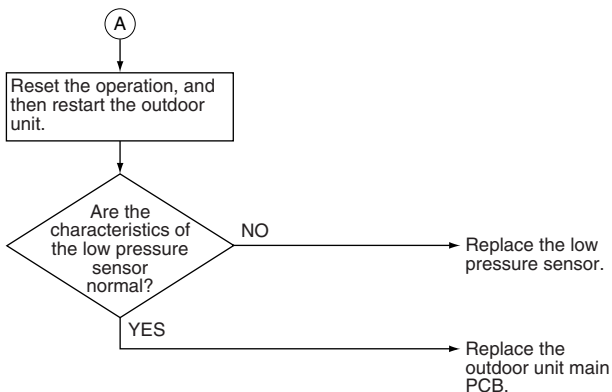 A
Reset the operation, and
then restart the outdoor
unit.
Are the
characteristics of
the low pressure
sensor
normal?
NO
Replace the low
pressure sensor.
YES
Replace the
outdoor unit main
PCB.